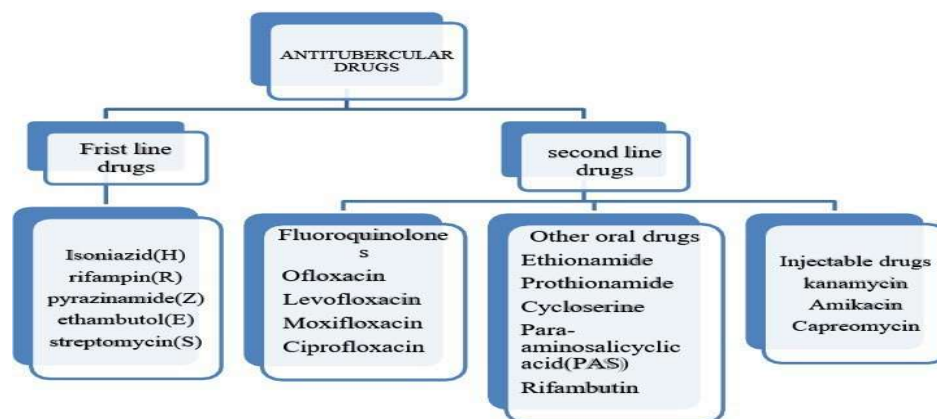 ANTITUBERCULAR
DRUGS
Frist line
drugs
second line
drugs
Isoniazid(H)
rifampin(R)
pyrazinamide(Z)
ethambutol(E)
streptomycin(S)
Fluoroquinolone
s
Ofloxacin
Levofloxacin
Moxifloxacin
Ciprofloxacin
Other oral drugs
Ethionamide
Prothionamide
Cycloserine
Para-
aminosalicyclic
acid(PAS)
Rifambutin
Injectable drugs
kanamycin
Amikacin
Capreomycin